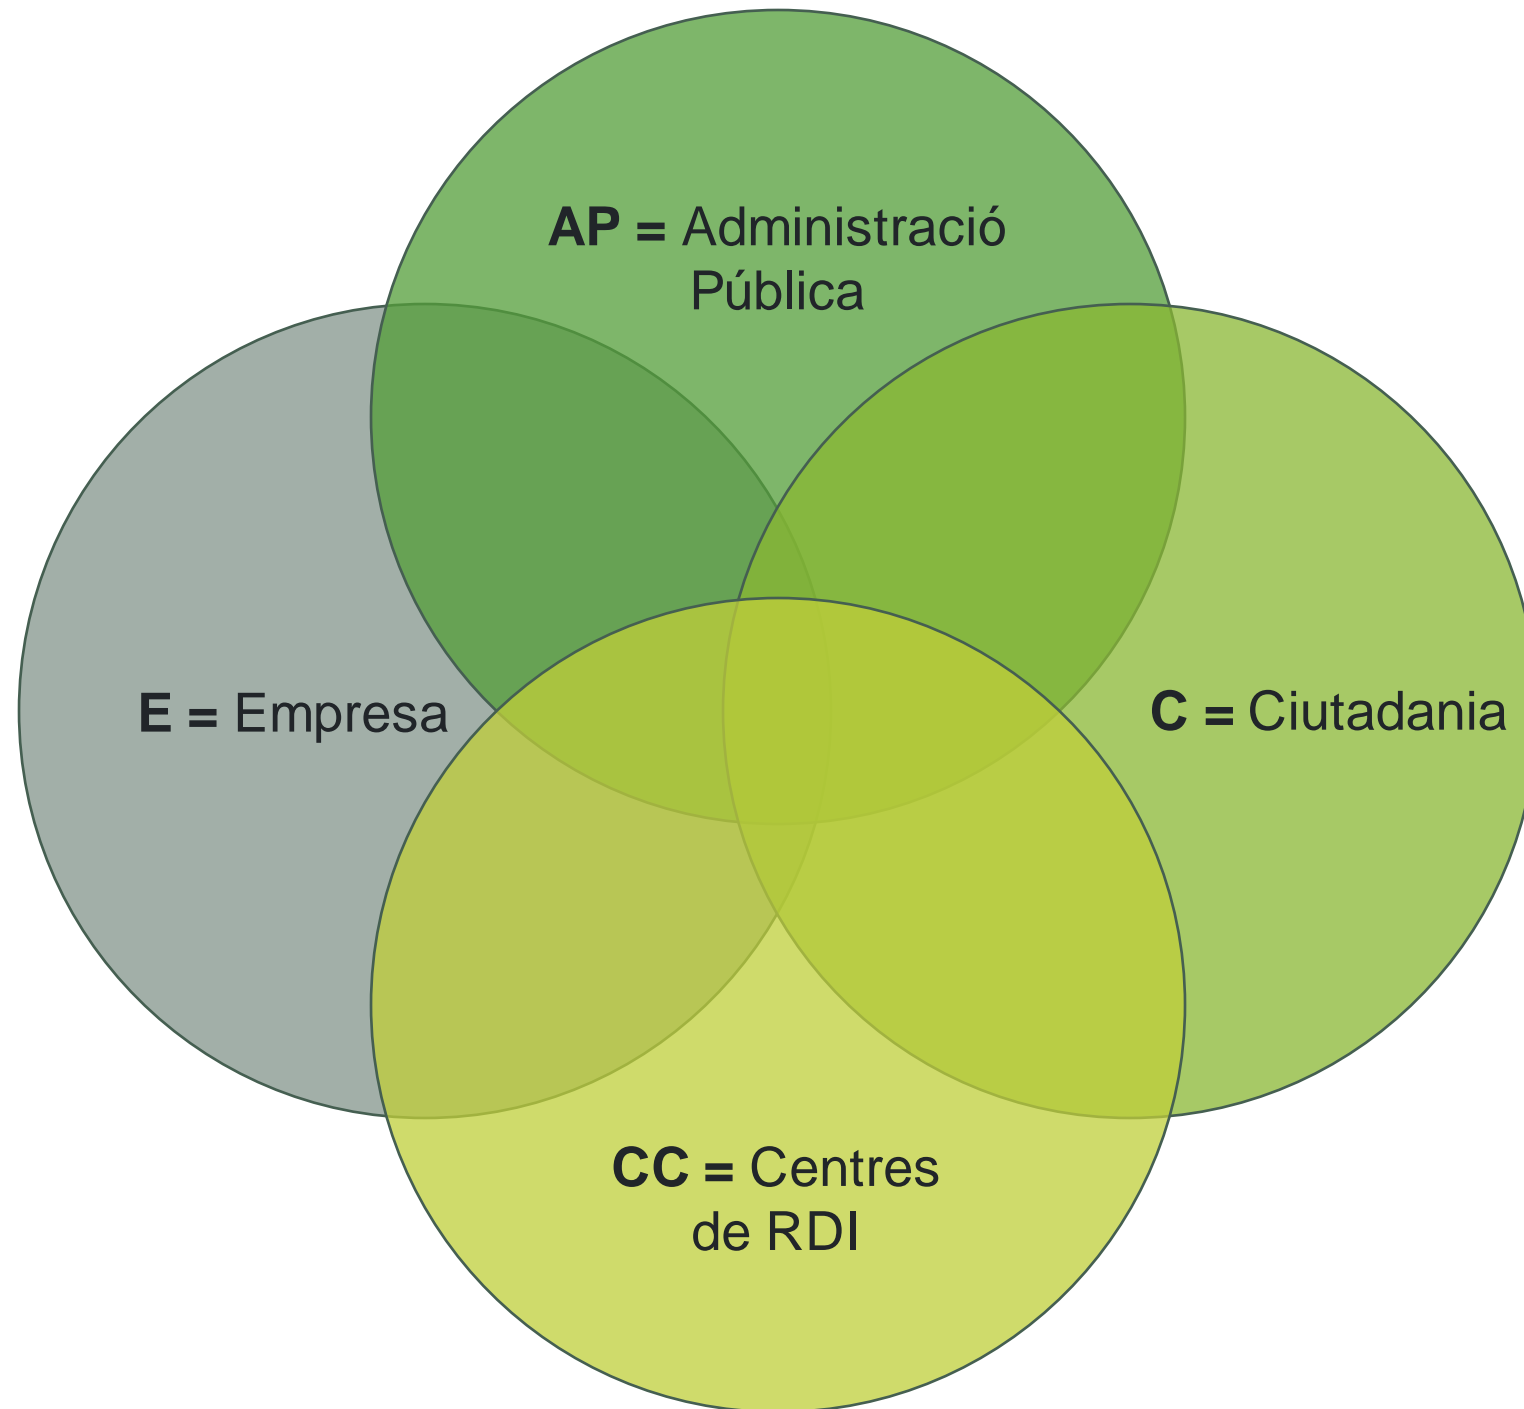 AP = Administració
Pública
E = Empresa
C = Ciutadania
CC = Centres
de RDI